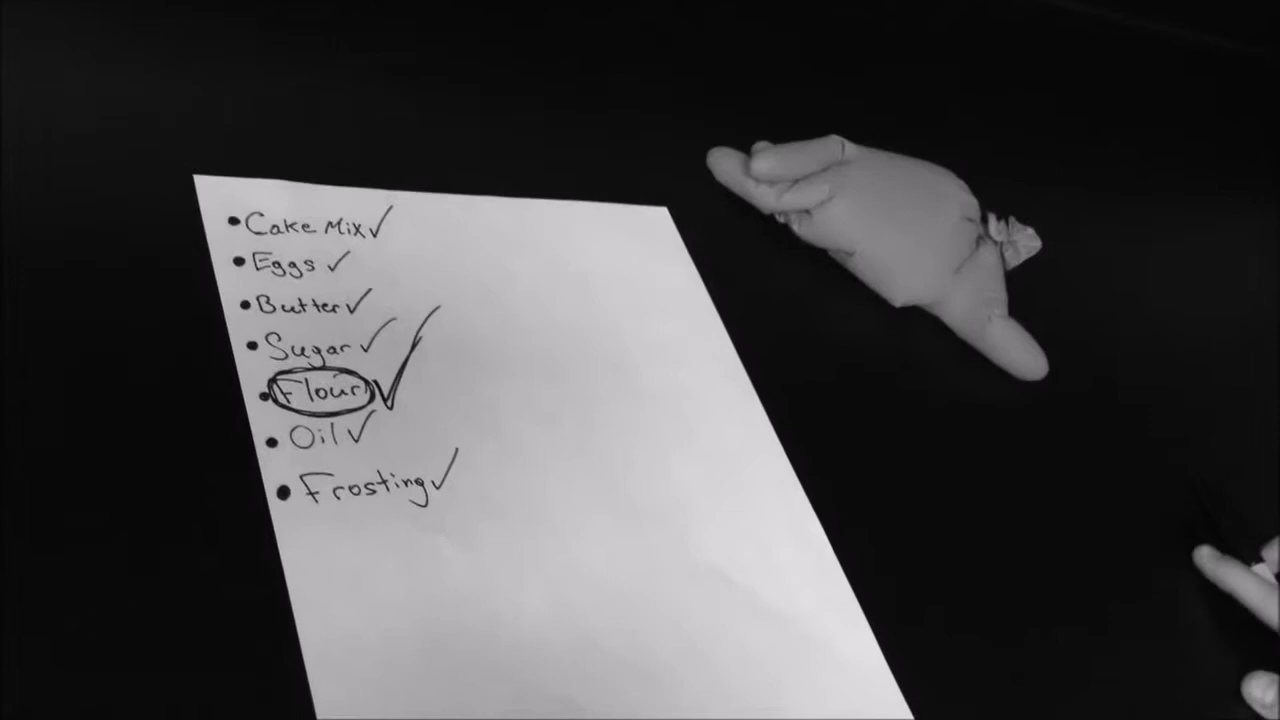 • Cake Mix ✓
• Eggs ✓
• Butter ✓
• Sugar ✓
• Flour ✓
• Oil ✓
• Frosting ✓